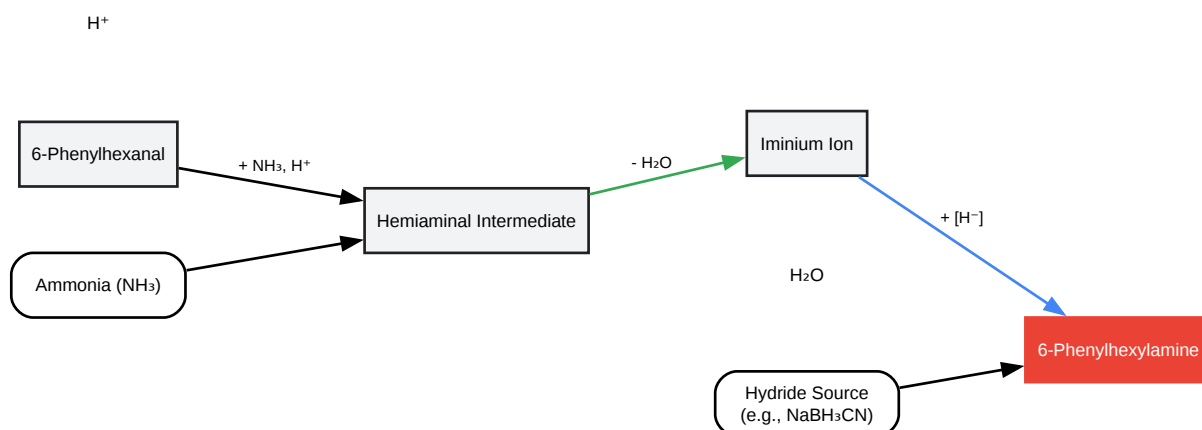 H⁺
6-Phenylhexanal
+ NH₃, H⁺
Ammonia (NH₃)
Hemiaminal Intermediate
- H₂O
Iminium Ion
+ [H⁻]
H₂O
6-Phenylhexylamine
Hydride Source
(e.g., NaBH₃CN)